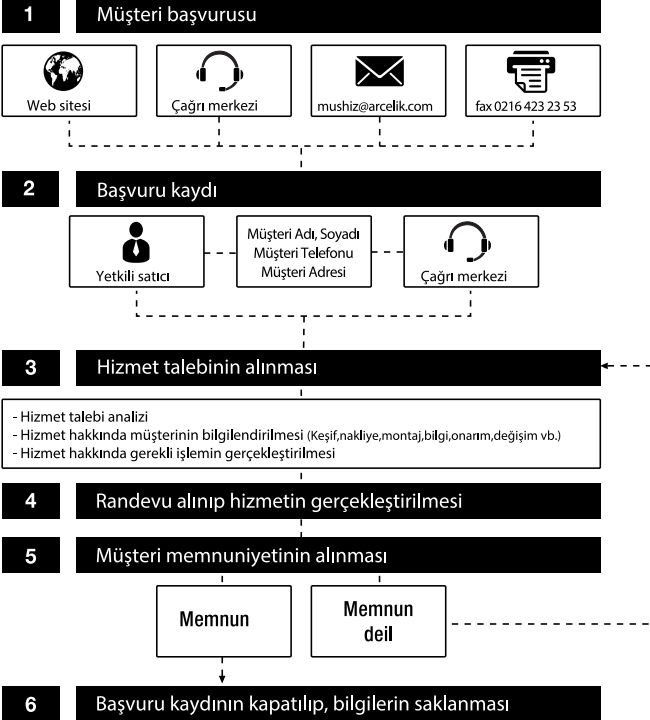 1 Müşteri başvurusu
Web sitesi
Çağrı merkezi
mushiz@arcelik.com
fax 0216 423 23 53
2 Başvuru kaydı
Yetkili satıcı
Müşteri Adı, Soyadı
Müşteri Telefonu
Müşteri Adresi
Çağrı merkezi
3 Hizmet talebinin alınması
- Hizmet talebi analizi
- Hizmet hakkında müşterinin bilgilendirilmesi (Keşif,nakliye,montaj,bilgi,onarım,değişim vb.)
- Hizmet hakkında gerekli işlemin gerçekleştirilmesi
4 Randevu alınıp hizmetin gerçekleştirilmesi
5 Müşteri memnuniyetinin alınması
Memnun
Memnun
deil
6 Başvuru kaydının kapatılıp, bilgilerin saklanması